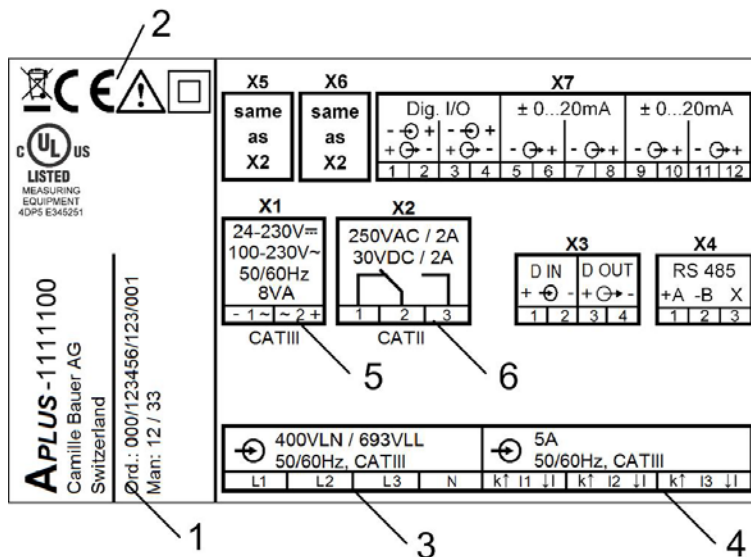 2
CE
C UL US
LISTED
MEASURING
EQUIPMENT
4DP5 E345251
APLUS-1111100
Camille Bauer AG
Switzerland
Ord.: 000/123456/123/001
Man: 12 / 33
1
X5
same
as
X2
X6
same
as
X2
X7
Dig. I/O
± 0...20mA
± 0...20mA
- + - +
+ - + - - + - + - + - +
1 2 3 4 5 6 7 8 9 10 11 12
X1
24-230V⎓
100-230V~
50/60Hz
8VA
- 1 ~ ~ 2 +
CATIII
5
X2
250VAC / 2A
30VDC / 2A
1 2 3
CATII
6
X3
D IN D OUT
+ - + -
1 2 3 4
X4
RS 485
+A -B X
1 2 3
400VLN / 693VLL
50/60Hz, CATIII
L1 L2 L3 N
3
5A
50/60Hz, CATIII
k↑ I1 ↓l k↑ I2 ↓l k↑ I3 ↓l
4